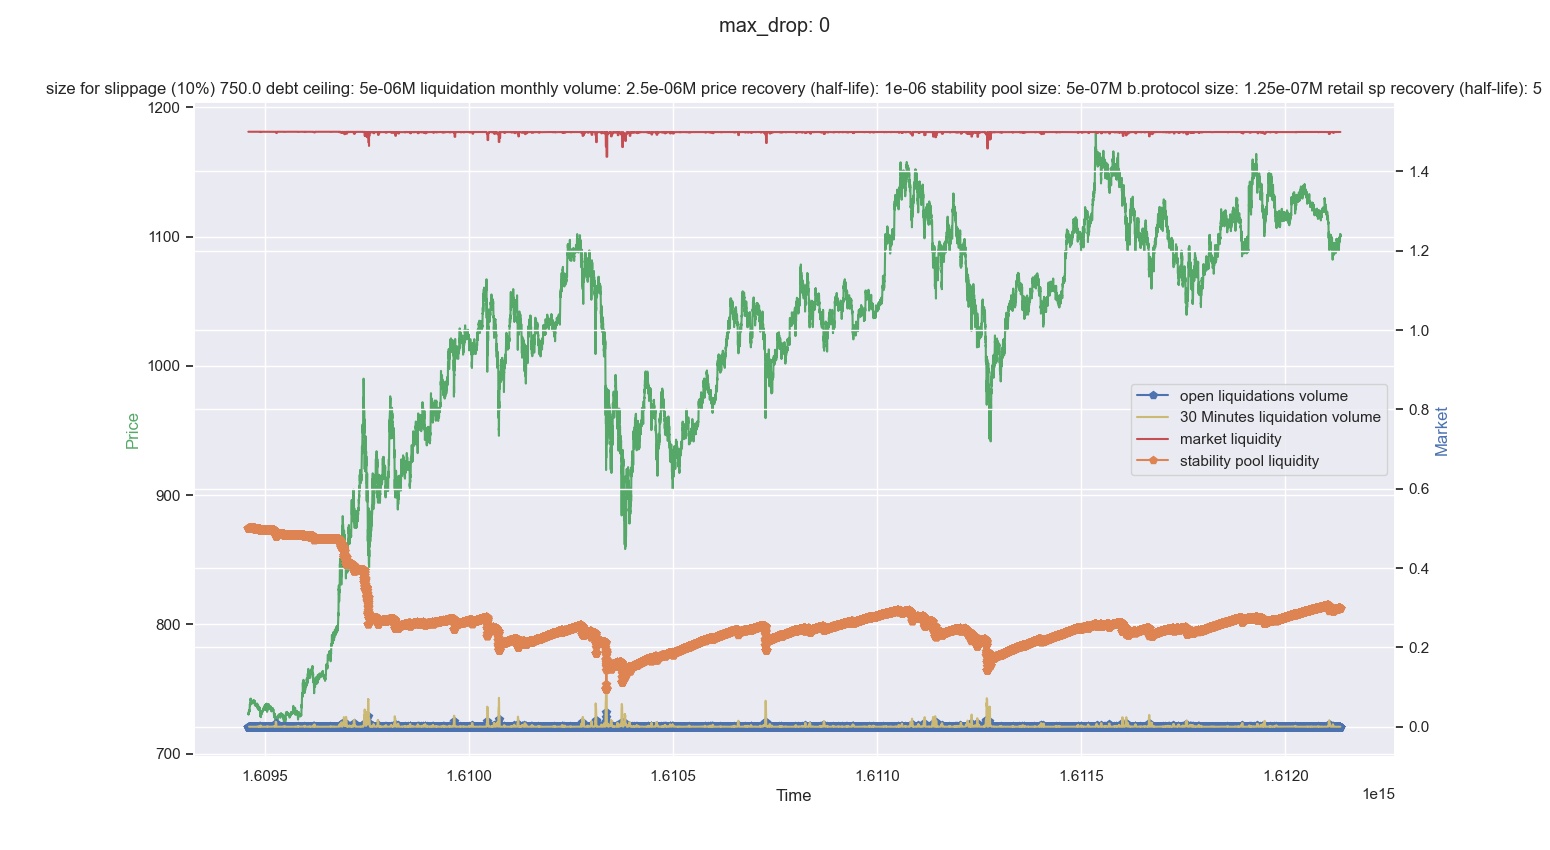 max_drop: 0
size for slippage (10%) 750.0 debt ceiling: 5e-06M liquidation monthly volume: 2.5e-06M price recovery (half-life): 1e-06 stability pool size: 5e-07M b.protocol size: 1.25e-07M retail sp recovery (half-life): 5
1200
1100
1000
900
800
700
Price
1.4
1.2
1.0
0.8
0.6
0.4
0.2
0.0
Market
open liquidations volume
30 Minutes liquidation volume
market liquidity
stability pool liquidity
1.6095 1.6100 1.6105 1.6110 1.6115 1.6120
Time
1e15